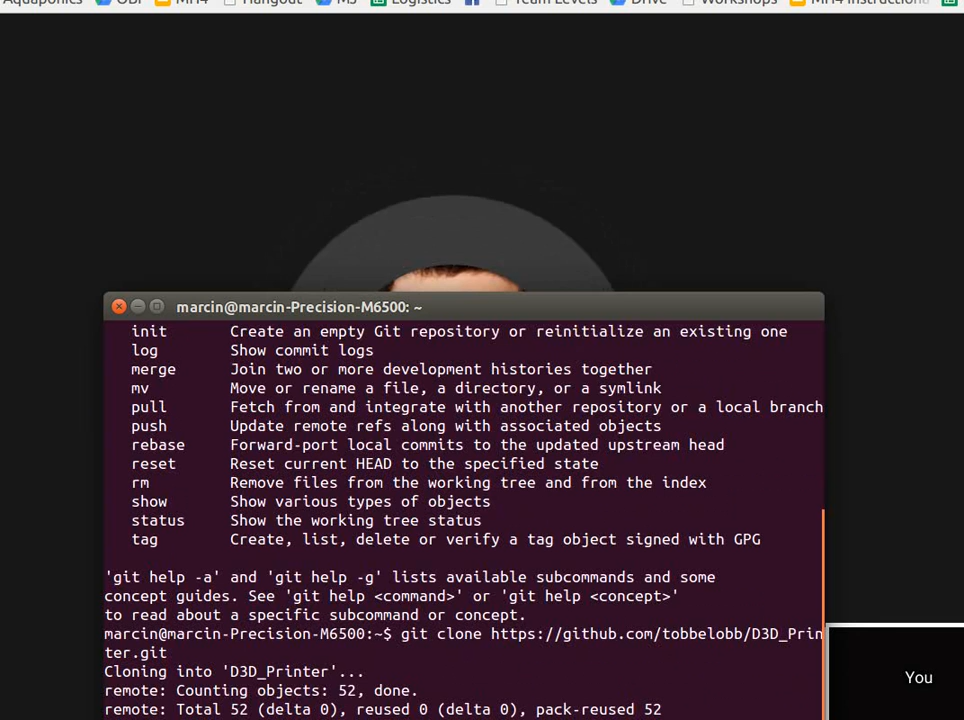 Aquaponics OBI MH4 Hangout MS Logistics Team Levels Drive Workshops MH4 Instructional
marcin@marcin-Precision-M6500: ~
init Create an empty Git repository or reinitialize an existing one
log Show commit logs
merge Join two or more development histories together
mv Move or rename a file, a directory, or a symlink
pull Fetch from and integrate with another repository or a local branch
push Update remote refs along with associated objects
rebase Forward-port local commits to the updated upstream head
reset Reset current HEAD to the specified state
rm Remove files from the working tree and from the index
show Show various types of objects
status Show the working tree status
tag Create, list, delete or verify a tag object signed with GPG
'git help -a' and 'git help -g' lists available subcommands and some
concept guides. See 'git help <command>' or 'git help <concept>'
to read about a specific subcommand or concept.
marcin@marcin-Precision-M6500:~$ git clone https://github.com/tobbelobb/D3D_Prin
ter.git
Cloning into 'D3D_Printer'...
remote: Counting objects: 52, done.
remote: Total 52 (delta 0), reused 0 (delta 0), pack-reused 52
You